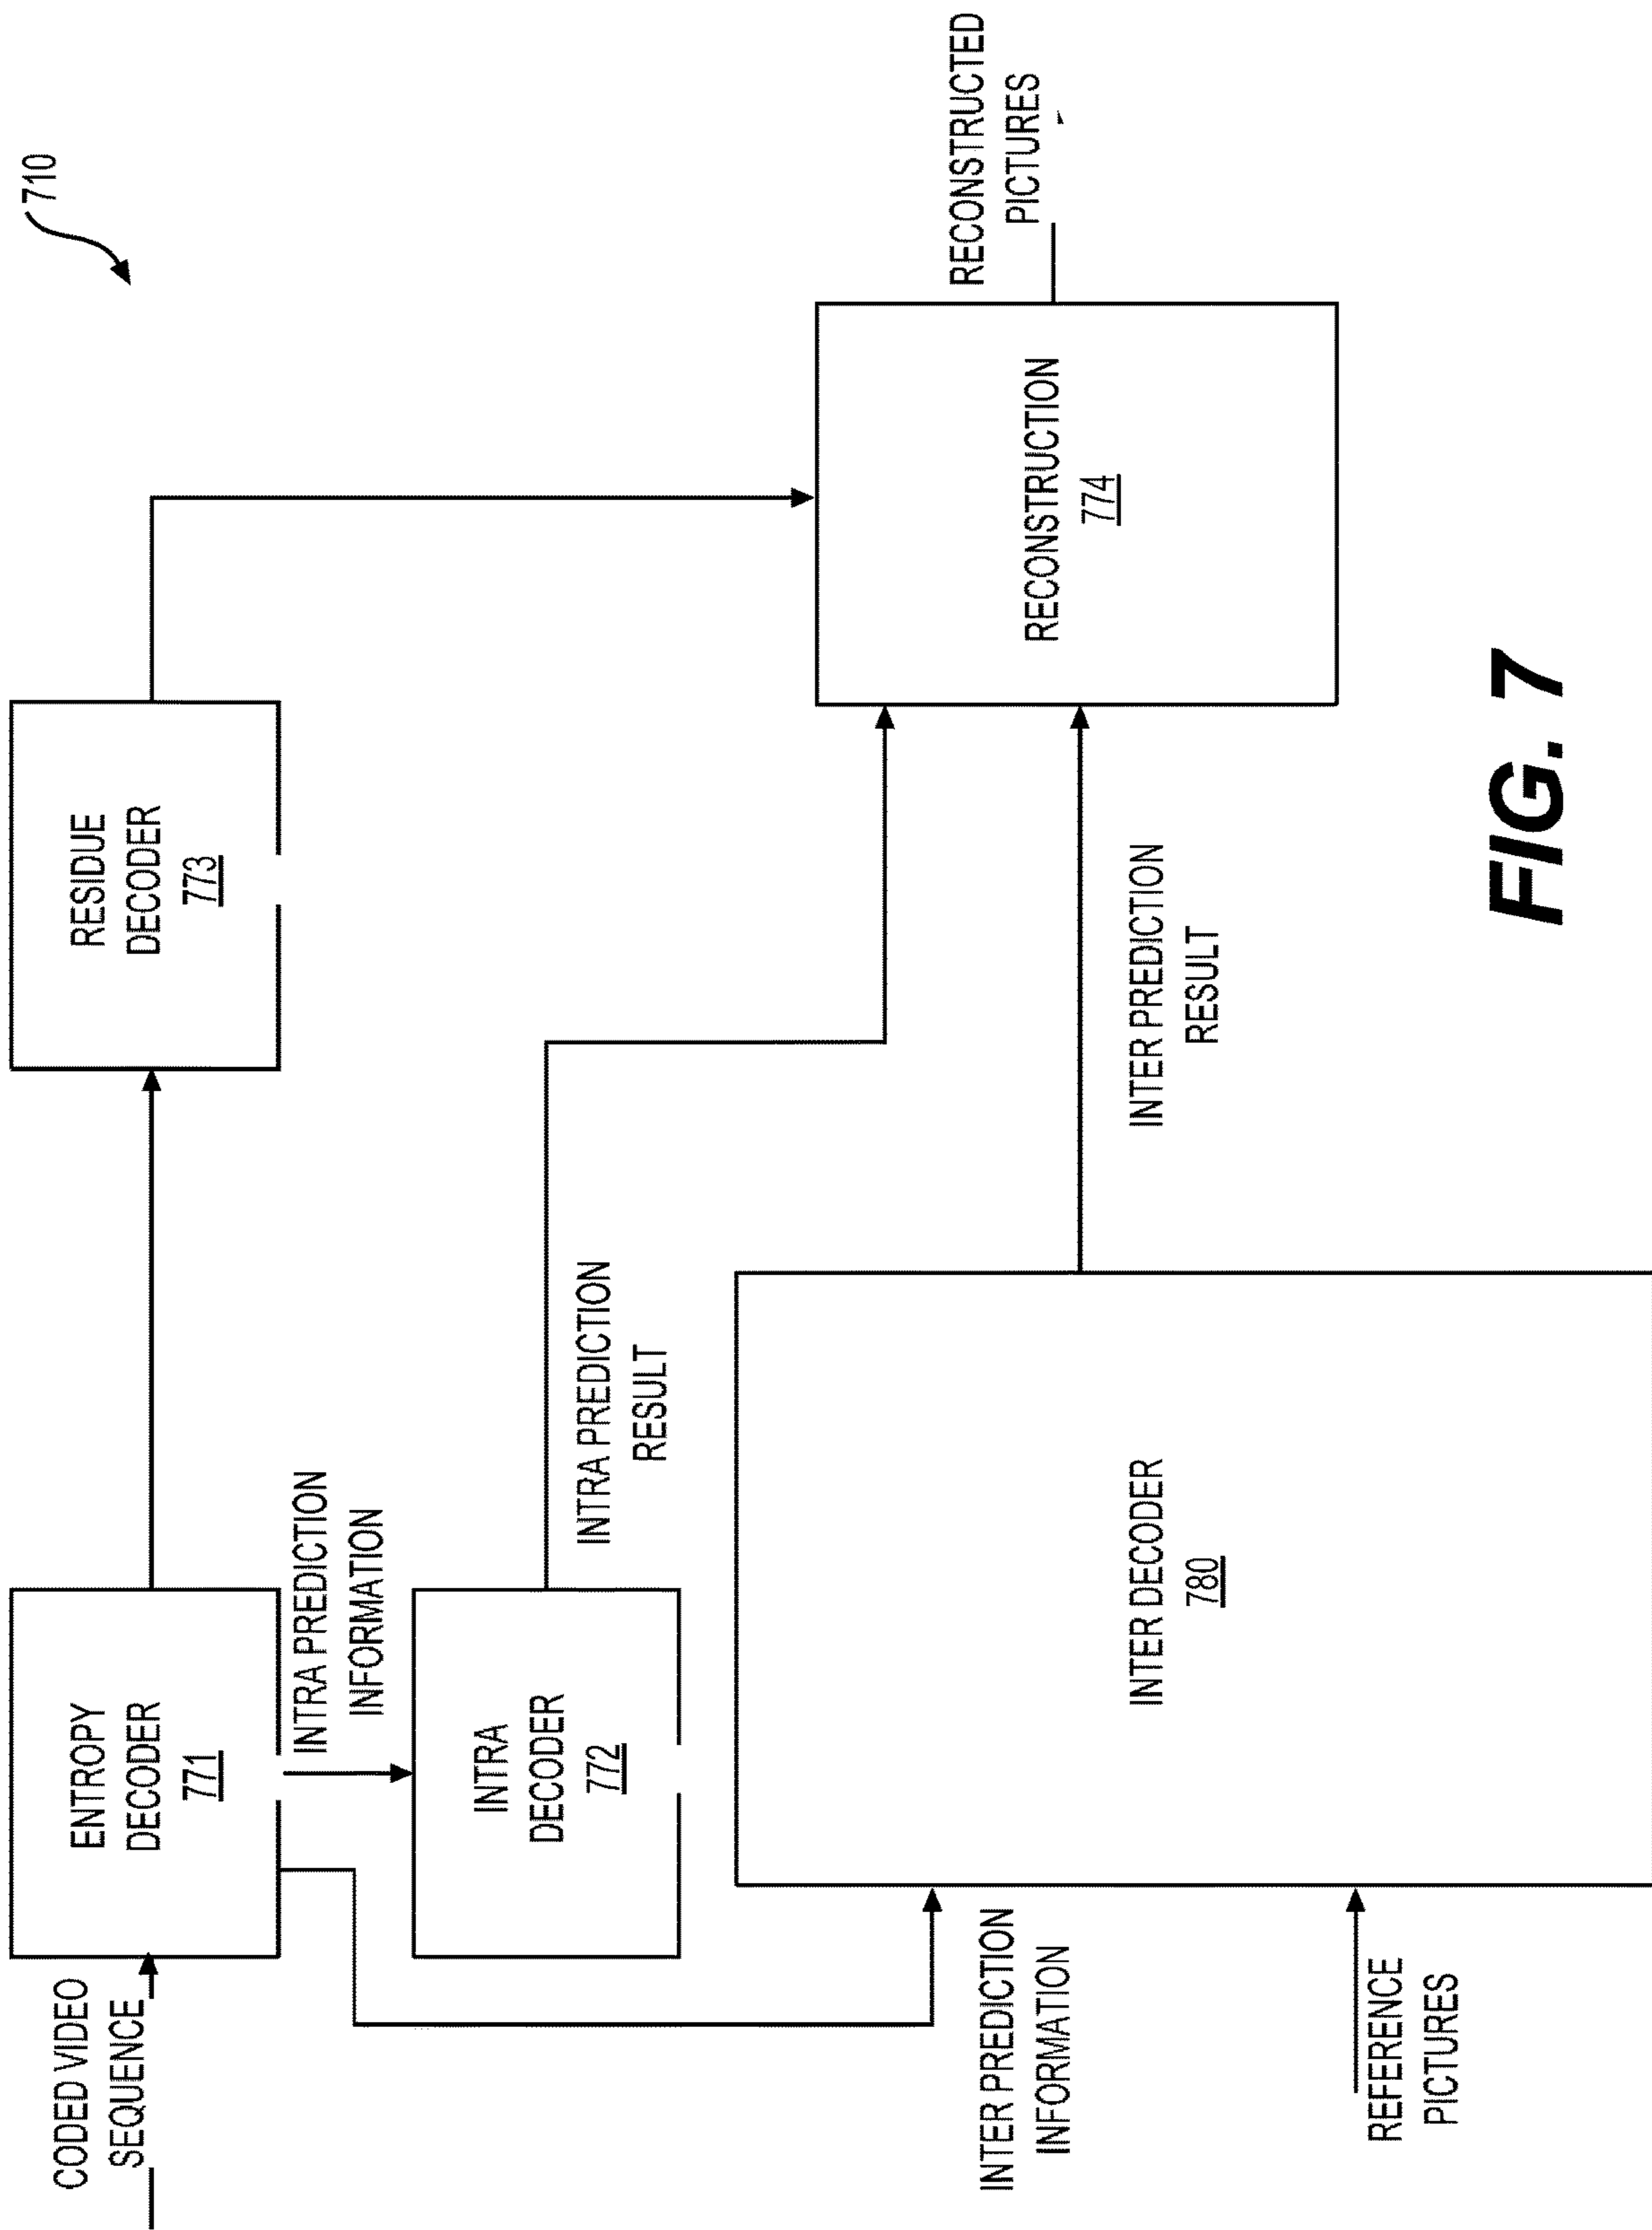 710
CODED VIDEO
SEQUENCE
ENTROPY
DECODER
771
RESIDUE
DECODER
773
INTRA PREDICTION
INFORMATION
INTRA
DECODER
772
INTRA PREDICTION
RESULT
RECONSTRUCTED
PICTURES
RECONSTRUCTION
774
INTER PREDICTION
INFORMATION
INTER DECODER
780
INTER PREDICTION
RESULT
REFERENCE
PICTURES
FIG. 7